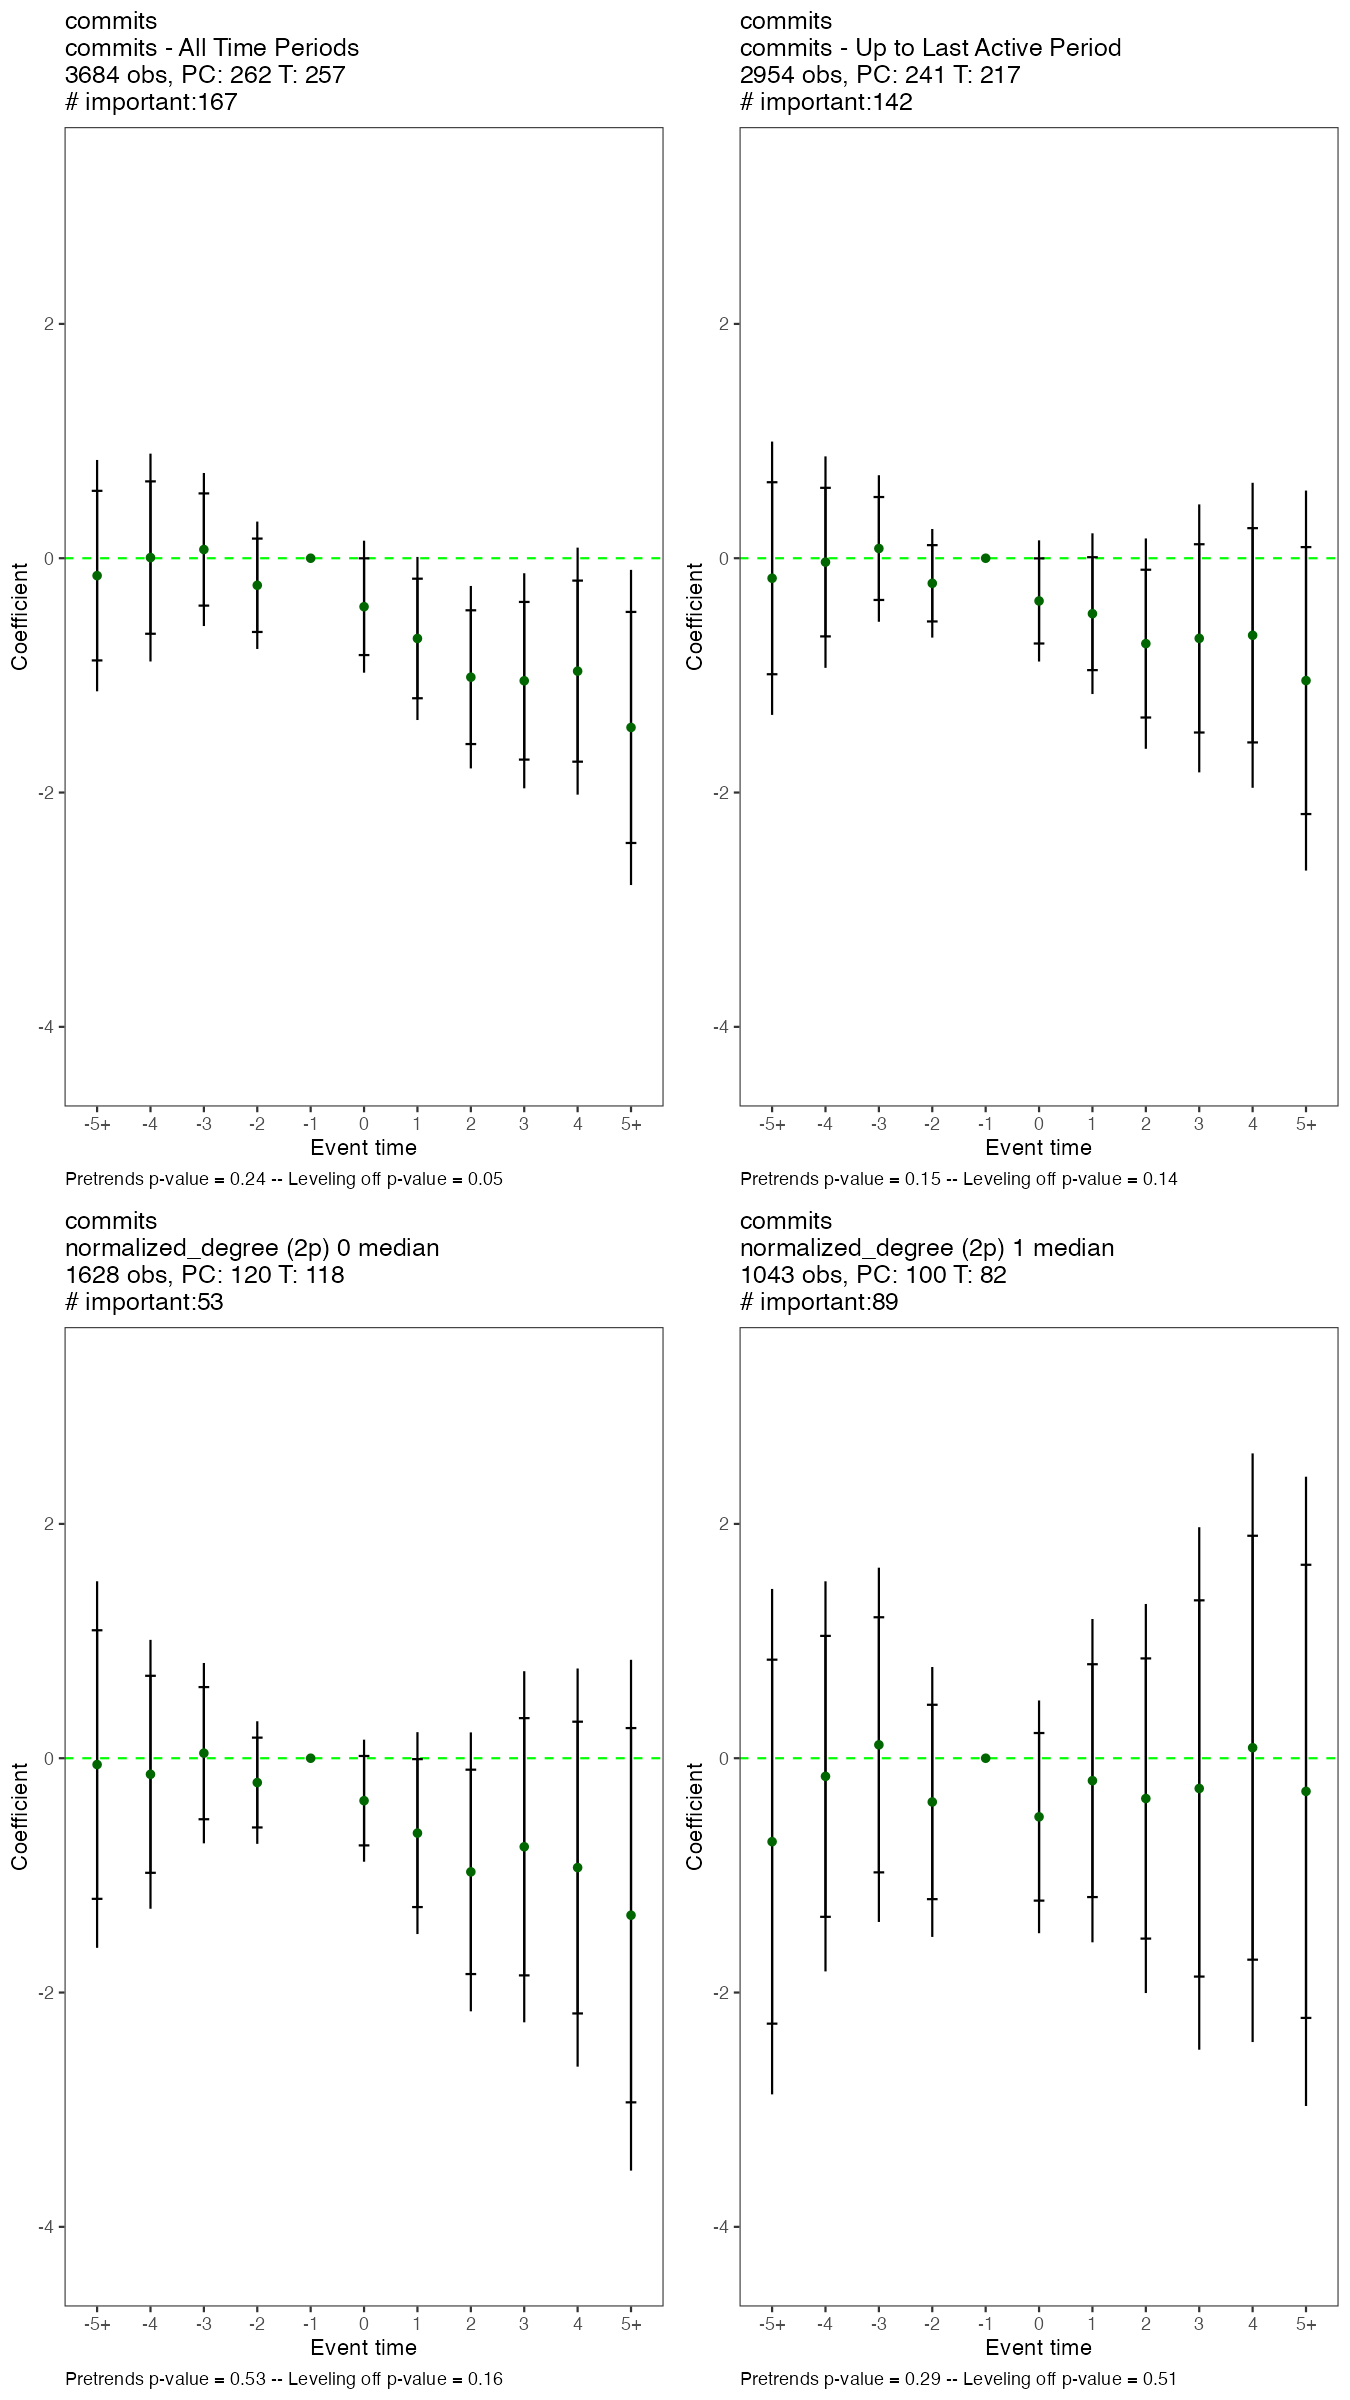 commits
commits - All Time Periods
3684 obs, PC: 262 T: 257
# important:167
2
0
-2
-4
Coefficient
-5+ -4 -3 -2 -1 0 1 2 3 4 5+
Event time
Pretrends p-value = 0.24 -- Leveling off p-value = 0.05
commits
commits - Up to Last Active Period
2954 obs, PC: 241 T: 217
# important:142
2
0
-2
-4
Coefficient
-5+ -4 -3 -2 -1 0 1 2 3 4 5+
Event time
Pretrends p-value = 0.15 -- Leveling off p-value = 0.14
commits
normalized_degree (2p) 0 median
1628 obs, PC: 120 T: 118
# important:53
2
0
-2
-4
Coefficient
-5+ -4 -3 -2 -1 0 1 2 3 4 5+
Event time
Pretrends p-value = 0.53 -- Leveling off p-value = 0.16
commits
normalized_degree (2p) 1 median
1043 obs, PC: 100 T: 82
# important:89
2
0
-2
-4
Coefficient
-5+ -4 -3 -2 -1 0 1 2 3 4 5+
Event time
Pretrends p-value = 0.29 -- Leveling off p-value = 0.51